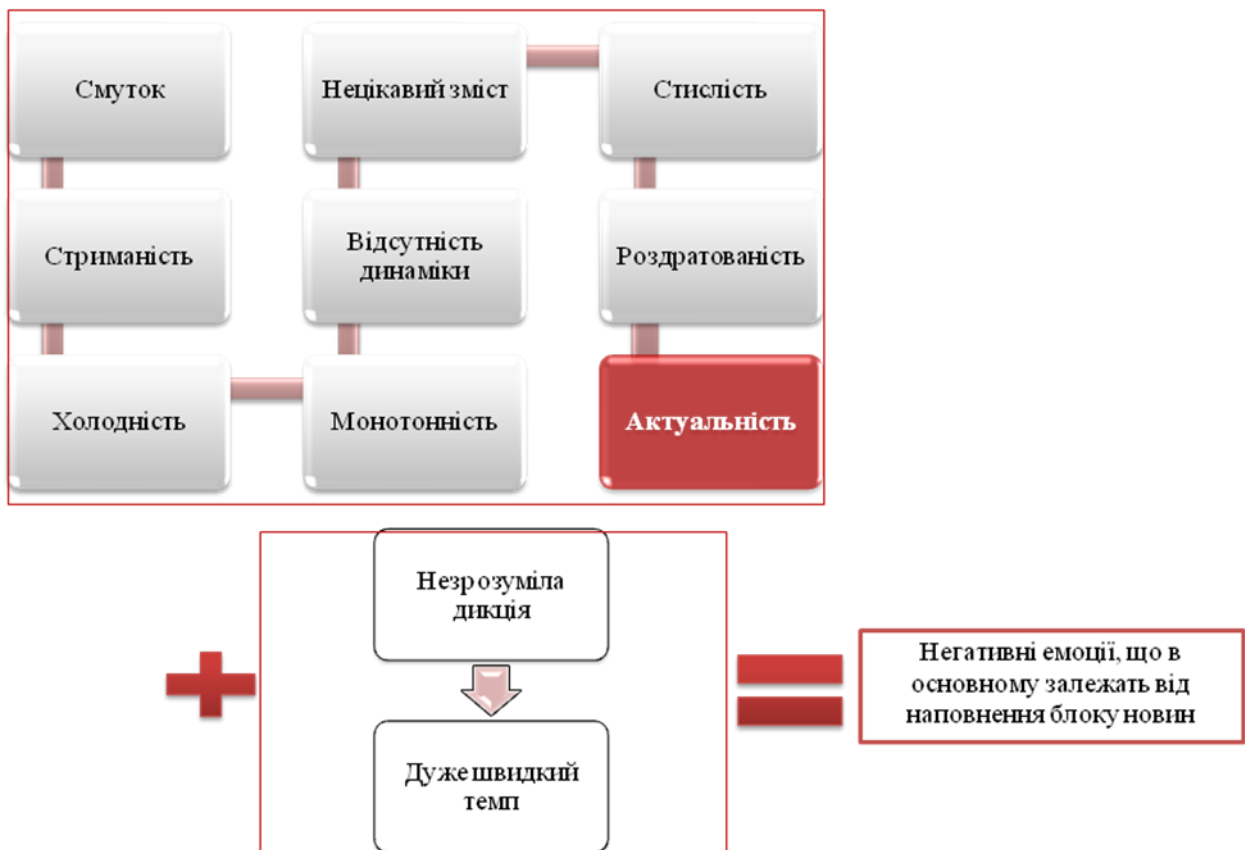 Смуток
Нецікавий зміст
Стислість
Стриманість
Відсутність
динаміки
Роздратованість
Холодність
Монотонність
Актуальність
Незрозуміла
дикція
Дуже швидкий
темп
Негативні емоції, що в
основному залежать від
наповнення блоку новин